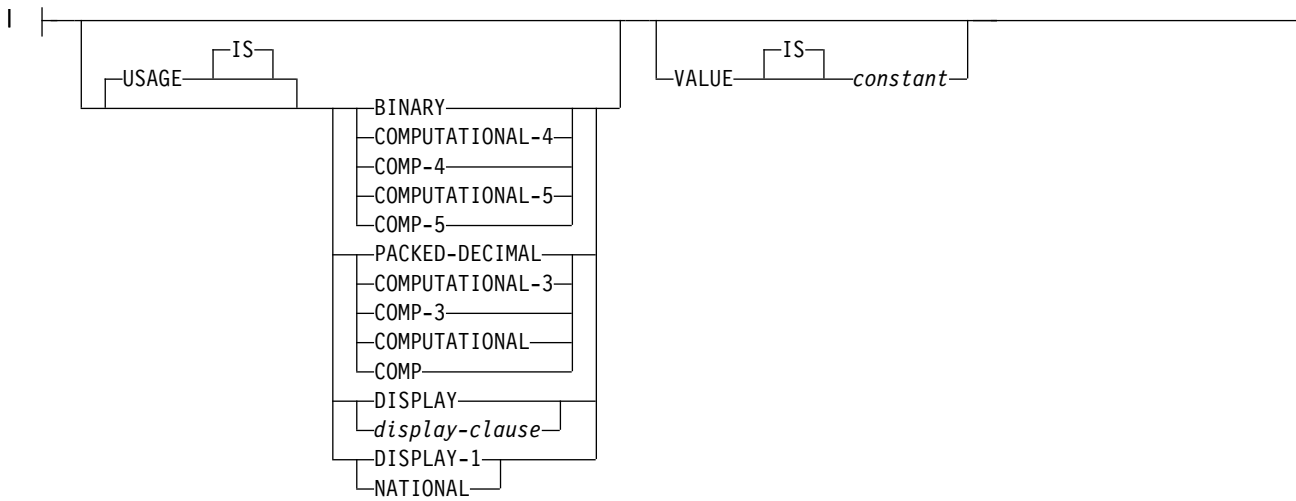 IS IS
USAGE VALUE constant
BINARY
COMPUTATIONAL-4
COMP-4
COMPUTATIONAL-5
COMP-5
PACKED-DECIMAL
COMPUTATIONAL-3
COMP-3
COMPUTATIONAL
COMP
DISPLAY
display-clause
DISPLAY-1
NATIONAL